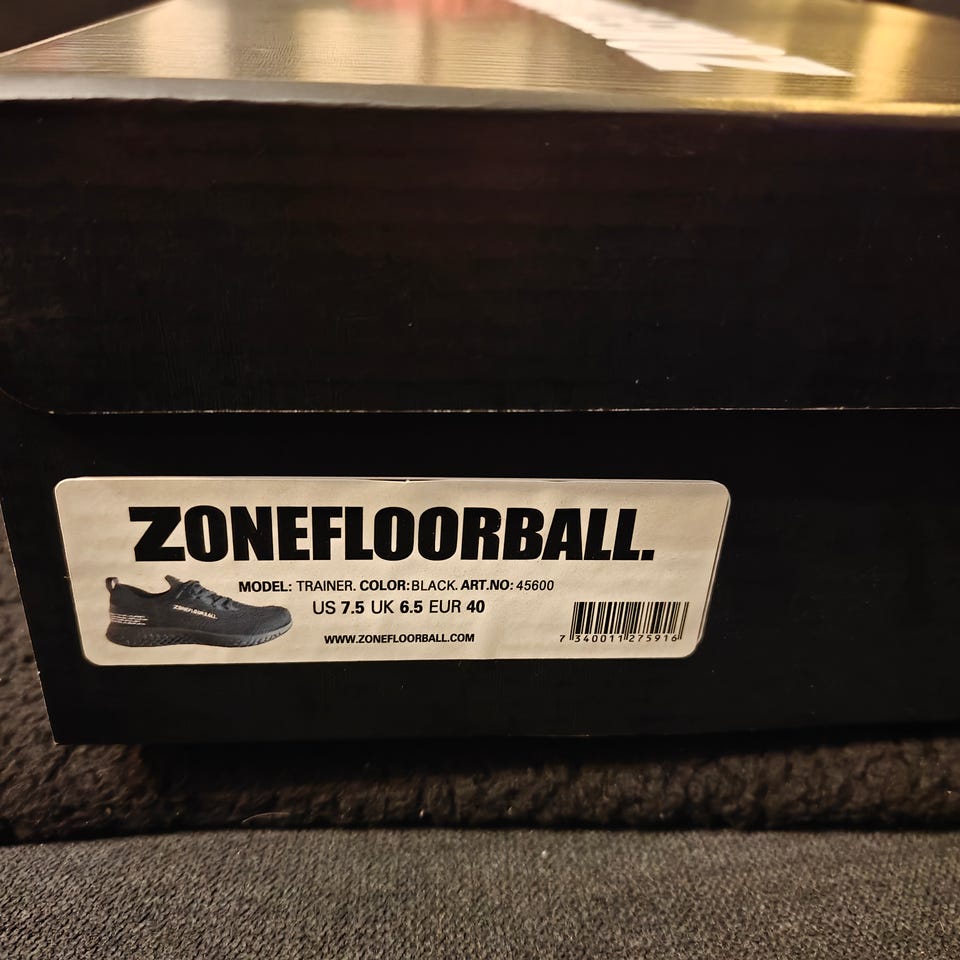 ZONEFLOORBALL.
MODEL: TRAINER. COLOR:BLACK. ART.NO: 45600
US 7.5 UK 6.5 EUR 40
WWW.ZONEFLOORBALL.COM
ZONEFLOORBALL.
7 340011 275916